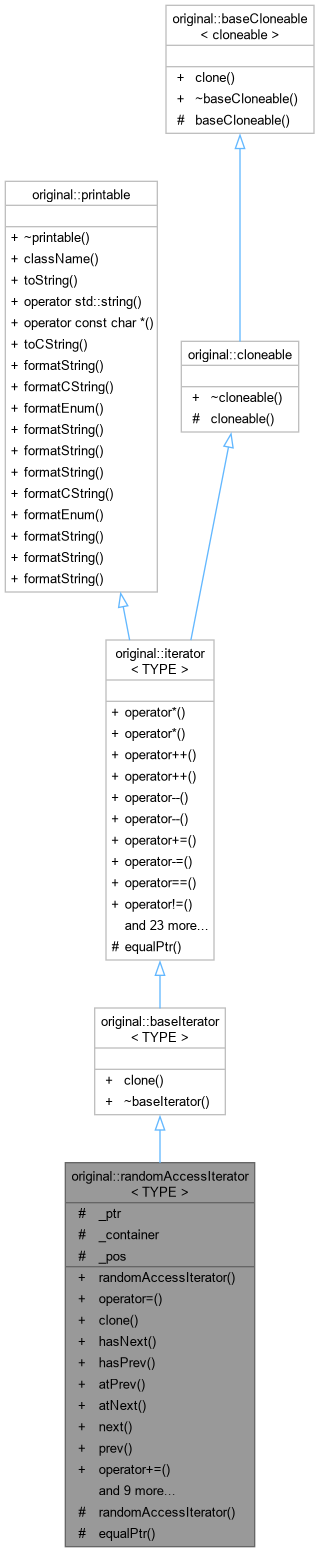 original::baseCloneable
< cloneable >
+ clone()
+ ~baseCloneable()
# baseCloneable()
original::printable
+ ~printable()
+ className()
+ toString()
+ operator std::string()
+ operator const char *()
+ toCString()
+ formatString()
+ formatCString()
+ formatEnum()
+ formatString()
+ formatString()
+ formatString()
+ formatCString()
+ formatEnum()
+ formatString()
+ formatString()
+ formatString()
original::cloneable
+ ~cloneable()
# cloneable()
original::iterator
< TYPE >
+ operator*()
+ operator*()
+ operator++()
+ operator++()
+ operator--()
+ operator--()
+ operator+=()
+ operator-=()
+ operator==()
+ operator!=()
and 23 more...
# equalPtr()
original::baseIterator
< TYPE >
+ clone()
+ ~baseIterator()
original::randomAccessIterator
< TYPE >
# _ptr
# _container
# _pos
+ randomAccessIterator()
+ operator=()
+ clone()
+ hasNext()
+ hasPrev()
+ atPrev()
+ atNext()
+ next()
+ prev()
+ operator+=()
and 9 more...
# randomAccessIterator()
# equalPtr()